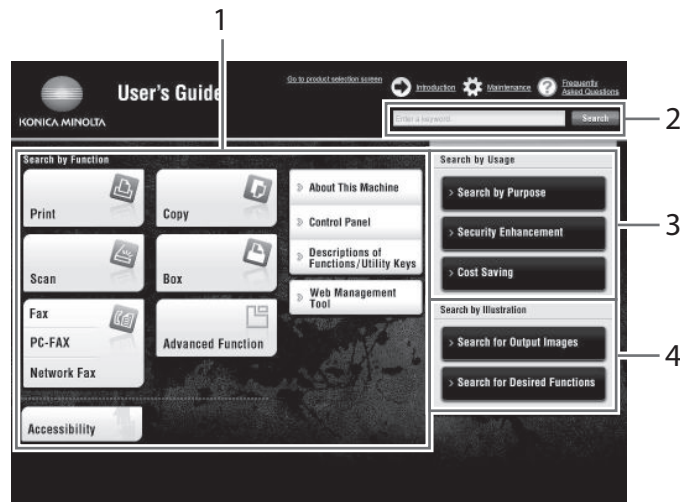 1
Go to product selection screen
Introduction
Maintenance
Frequently
Asked Questions
User's Guide
KONICA MINOLTA
Enter a keyword.
Search
2
Search by Function
Print
Copy
Scan
Box
Fax
PC-FAX
Network Fax
Advanced Function
Accessibility
About This Machine
Control Panel
Descriptions of
Functions/Utility Keys
Web Management
Tool
Search by Usage
Search by Purpose
Security Enhancement
Cost Saving
3
Search by Illustration
Search for Output Images
Search for Desired Functions
4